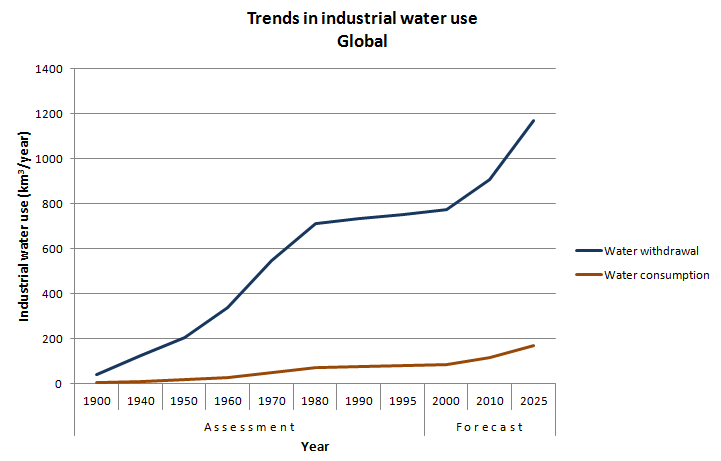 Trends in industrial water use
Global
Industrial water use (km³/year)
1400
1200
1000
800
600
400
200
0
1900 1940 1950 1960 1970 1980 1990 1995 2000 2010 2025
Assessment Forecast
Year
Water withdrawal
Water consumption